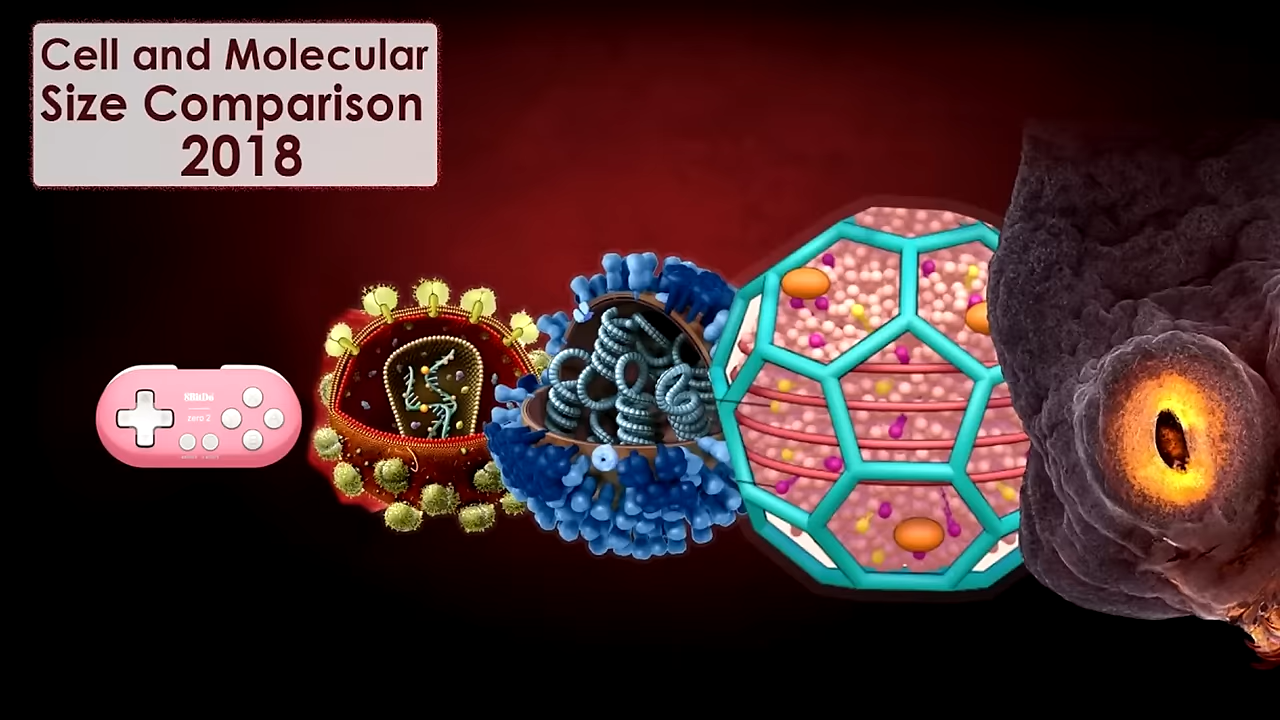 Cell and Molecular
Size Comparison
2018
8BitDo
zero 2